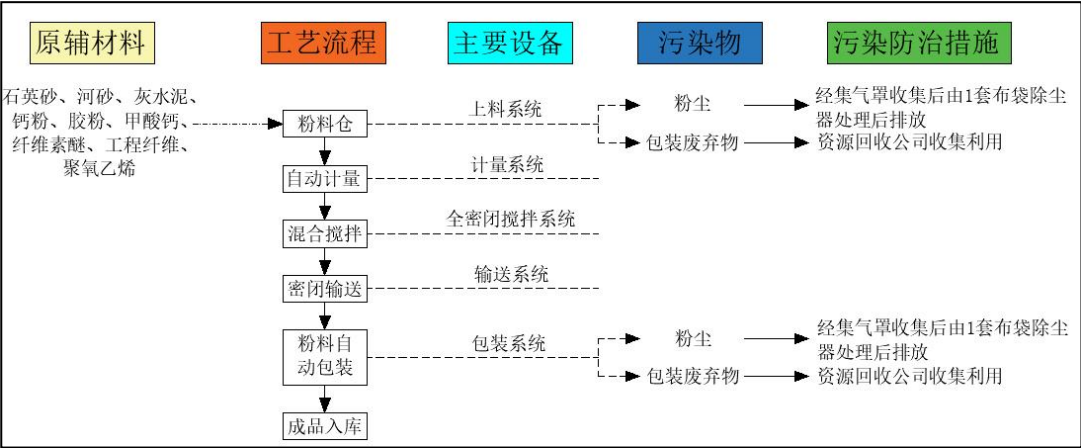 原辅材料
工艺流程
主要设备
污染物
污染防治措施
石英砂、河砂、灰水泥、
钙粉、胶粉、甲酸钙、
纤维素醚、工程纤维、
聚氧乙烯
粉料仓
上料系统
粉尘
经集气罩收集后由1套布袋除尘
器处理后排放
包装废弃物
资源回收公司收集利用
自动计量
计量系统
混合搅拌
全密闭搅拌系统
密闭输送
输送系统
粉料自
动包装
包装系统
粉尘
经集气罩收集后由1套布袋除尘
器处理后排放
包装废弃物
资源回收公司收集利用
成品入库